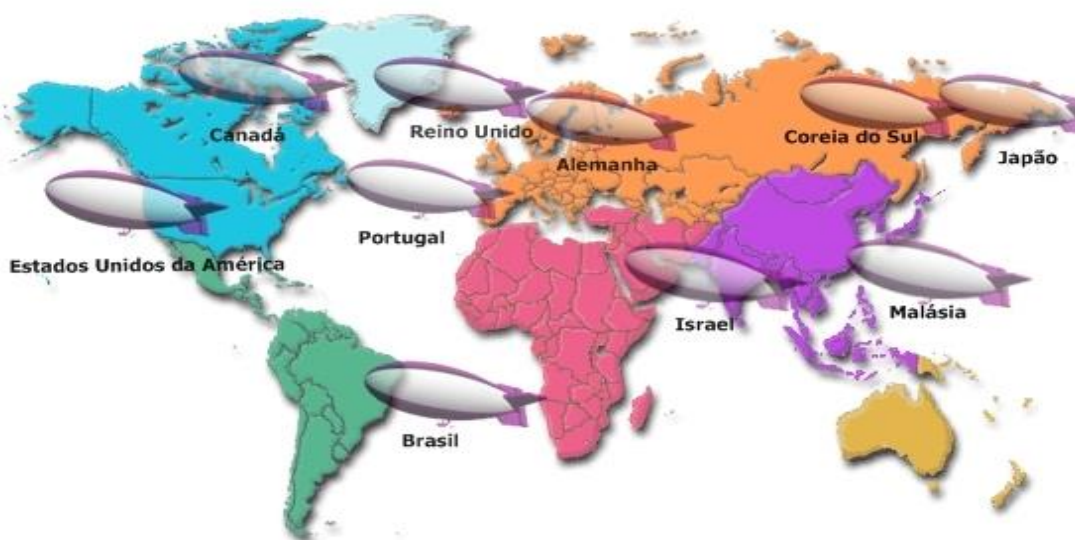 Canadá
Reino Unido
Alemanha
Coreia do Sul
Japão
Portugal
Estados Unidos da América
Israel
Malásia
Brasil